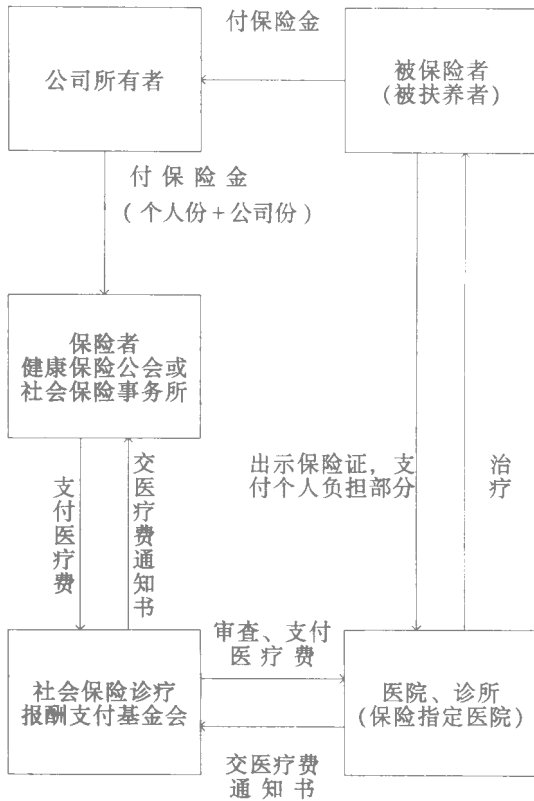 付保险金
公司所有者
被保险者
(被扶养者)
付保险金
(个人份+公司份)
保险者
健康保险公会或
社会保险事务所
支付医疗费
交医疗费通知书
出示保险证,支
付个人负担部分
治疗
审查、支付
医疗费
社会保险诊疗
报酬支付基金会
医院、诊所
(保险指定医院)
交医疗费
通知书